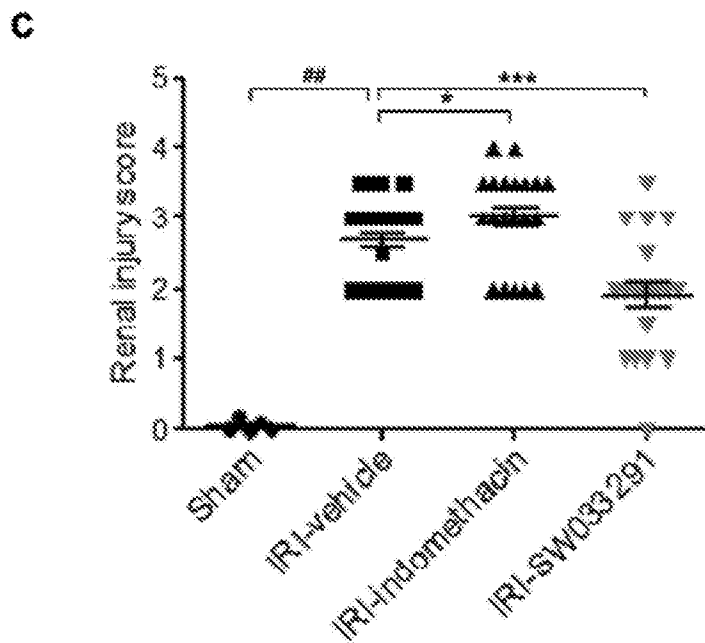 C
Renal injury score
5
4
3
2
1
0
##
***
*
Sham
IRI-vehicle
IRI-indomethacin
IRI-SW033291